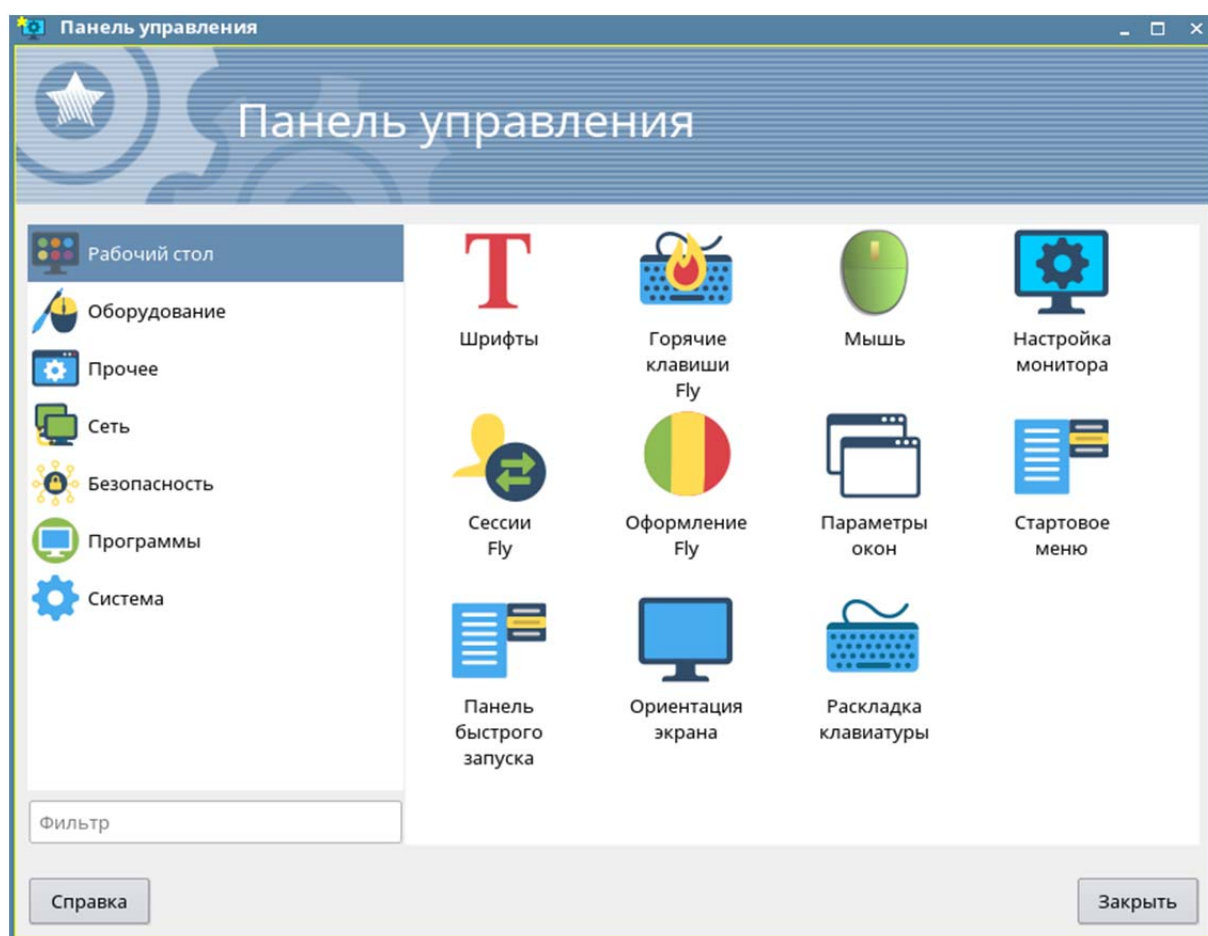 Панель управления
Панель управления
Рабочий стол
Оборудование
Прочее
Сеть
Безопасность
Программы
Система
Фильтр
Шрифты
Горячие
клавиши
Fly
Мышь
Настройка
монитора
Сессии
Fly
Оформление
Fly
Параметры
окон
Стартовое
меню
Панель
быстрого
запуска
Ориентация
экрана
Раскладка
клавиатуры
Справка
Закрыть